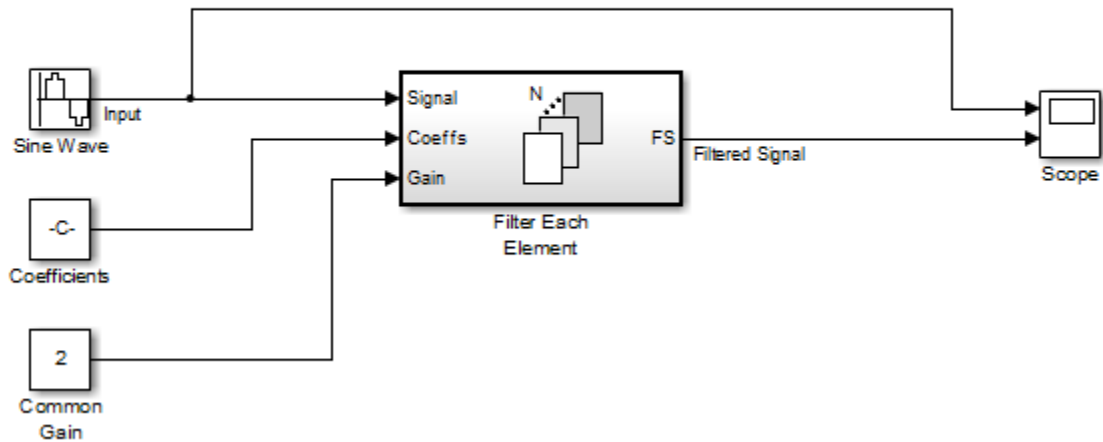 Signal
Coeffs
Gain
N
FS
Filter Each
Element
Input
Sine Wave
-C-
Coefficients
2
Common
Gain
Filtered Signal
Scope